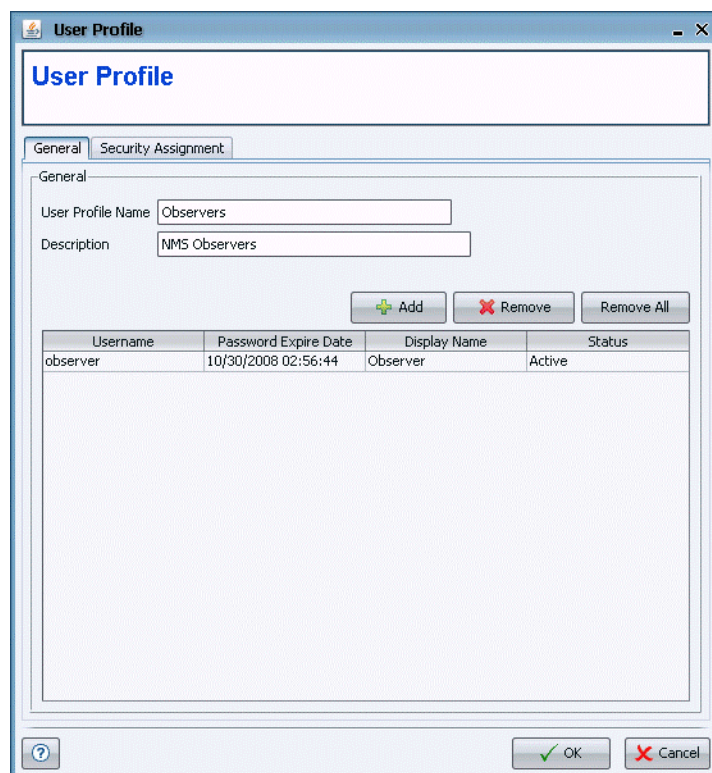 User Profile
User Profile
General Security Assignment
General
User Profile Name Observers
Description NMS Observers
Add Remove Remove All
Username Password Expire Date Display Name Status
observer 10/30/2008 02:56:44 Observer Active
? OK Cancel